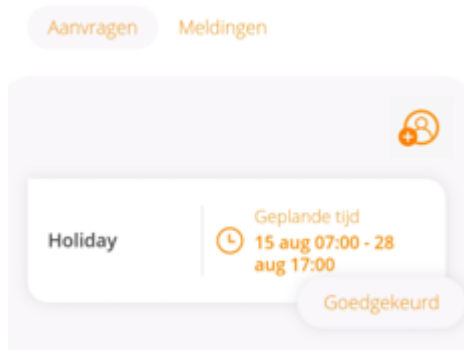 Aanvragen Meldingen
Geplande tijd
Holiday 15 aug 07:00 - 28
aug 17:00
Goedgekeurd